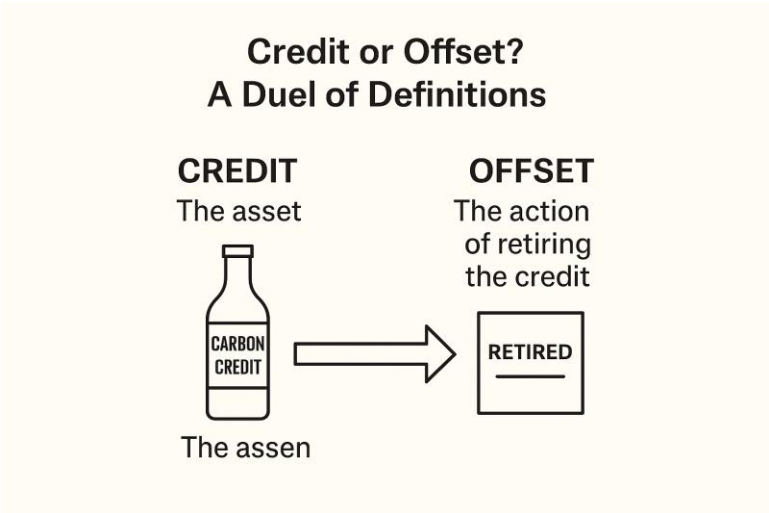 Credit or Offset?
A Duel of Definitions
CREDIT
The asset
CARBON
CREDIT
The assen
OFFSET
The action
of retiring
the credit
RETIRED